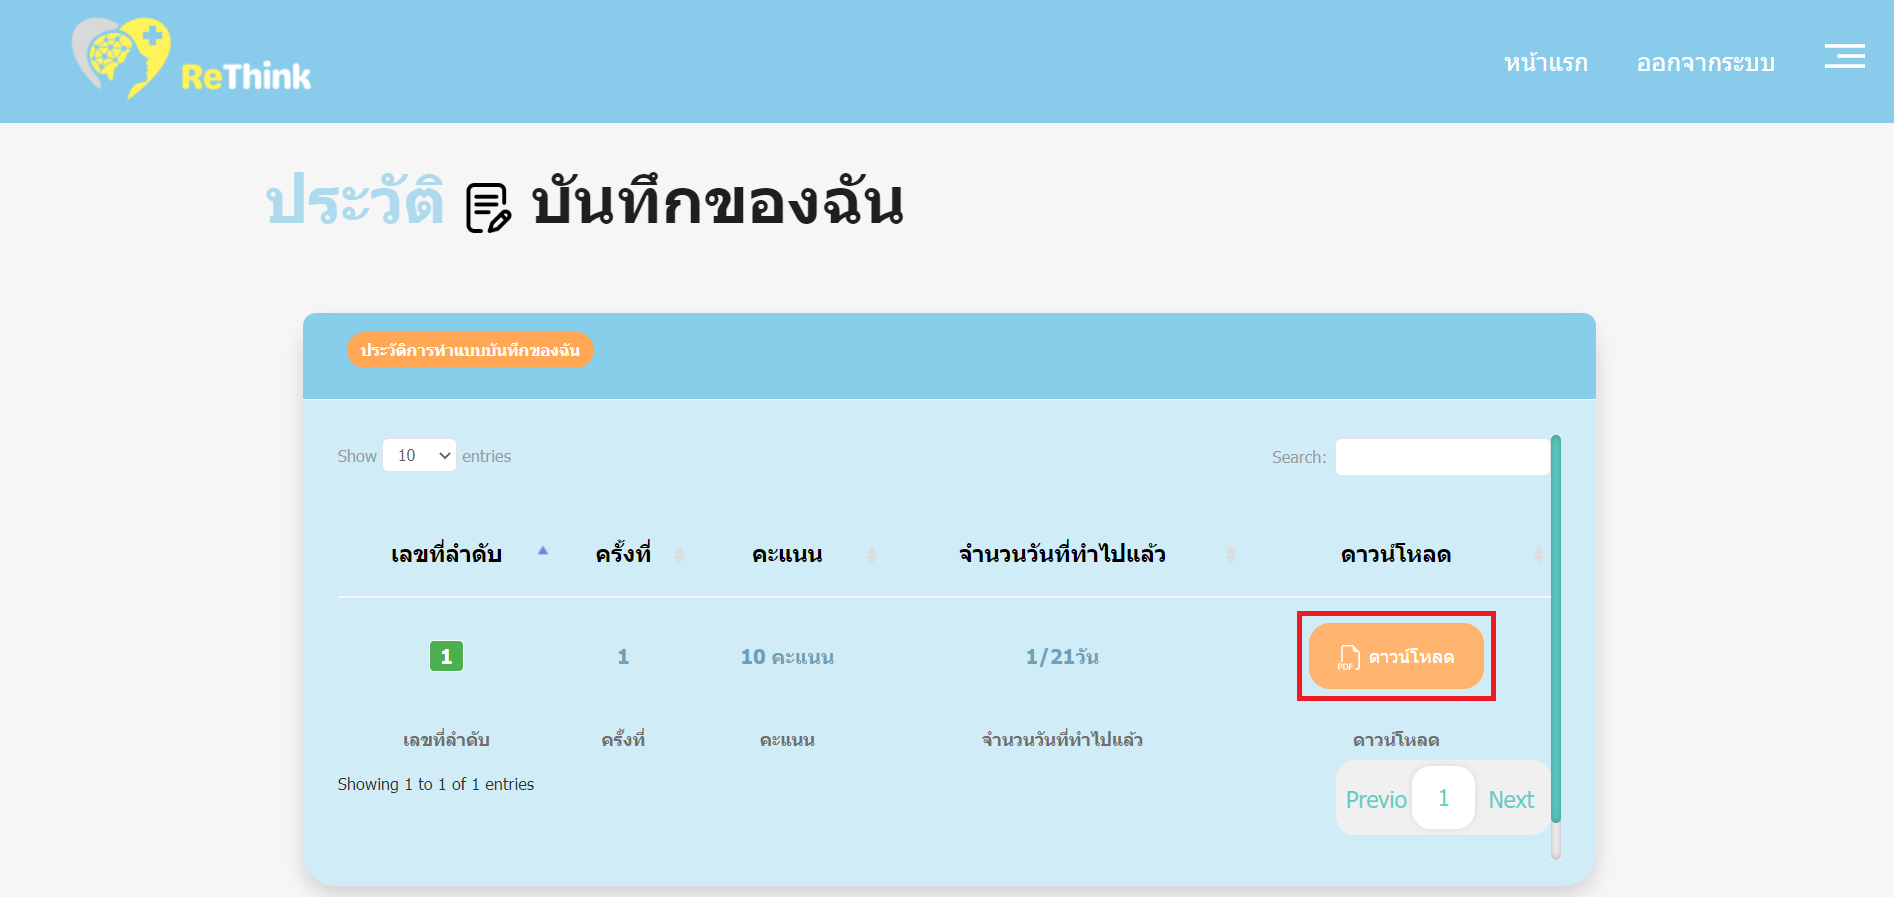 ReThink
หน้าแรก ออกจากระบบ
ประวัติ บันทึกของฉัน
ประวัติการทำแบบบันทึกของฉัน
Show 10 entries Search:
เลขที่ลำดับ ครั้งที่ คะแนน จำนวนวันที่ทำไปแล้ว ดาวน์โหลด
1 1 10 คะแนน 1/21วัน PDF ดาวน์โหลด
เลขที่ลำดับ ครั้งที่ คะแนน จำนวนวันที่ทำไปแล้ว ดาวน์โหลด
Showing 1 to 1 of 1 entries
Previo 1 Next